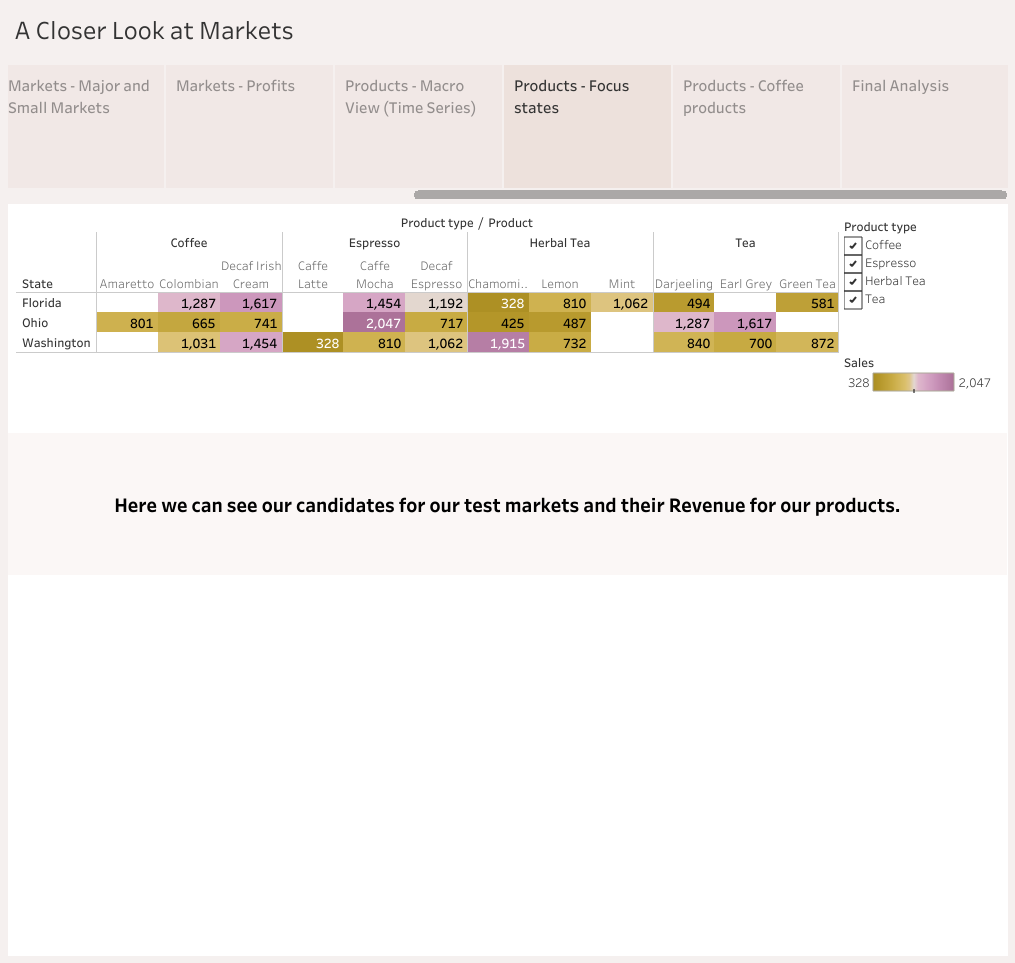 A Closer Look at Markets
Markets - Major and
Small Markets
Markets - Profits
Products - Macro
View (Time Series)
Products - Focus
states
Products - Coffee
products
Final Analysis
Product type / Product
Coffee Espresso Herbal Tea Tea
Decaf Irish Caffe Caffe Decaf
State Amaretto Colombian Cream Latte Mocha Espresso Chamomi.. Lemon Mint Darjeeling Earl Grey Green Tea
Florida 1,287 1,617 1,454 1,192 328 810 1,062 494 581
Ohio 801 665 741 2,047 717 425 487 1,287 1,617
Washington 1,031 1,454 328 810 1,062 1,915 732 840 700 872
Product type
Coffee
Espresso
Herbal Tea
Tea
Sales
328 2,047
Here we can see our candidates for our test markets and their Revenue for our products.